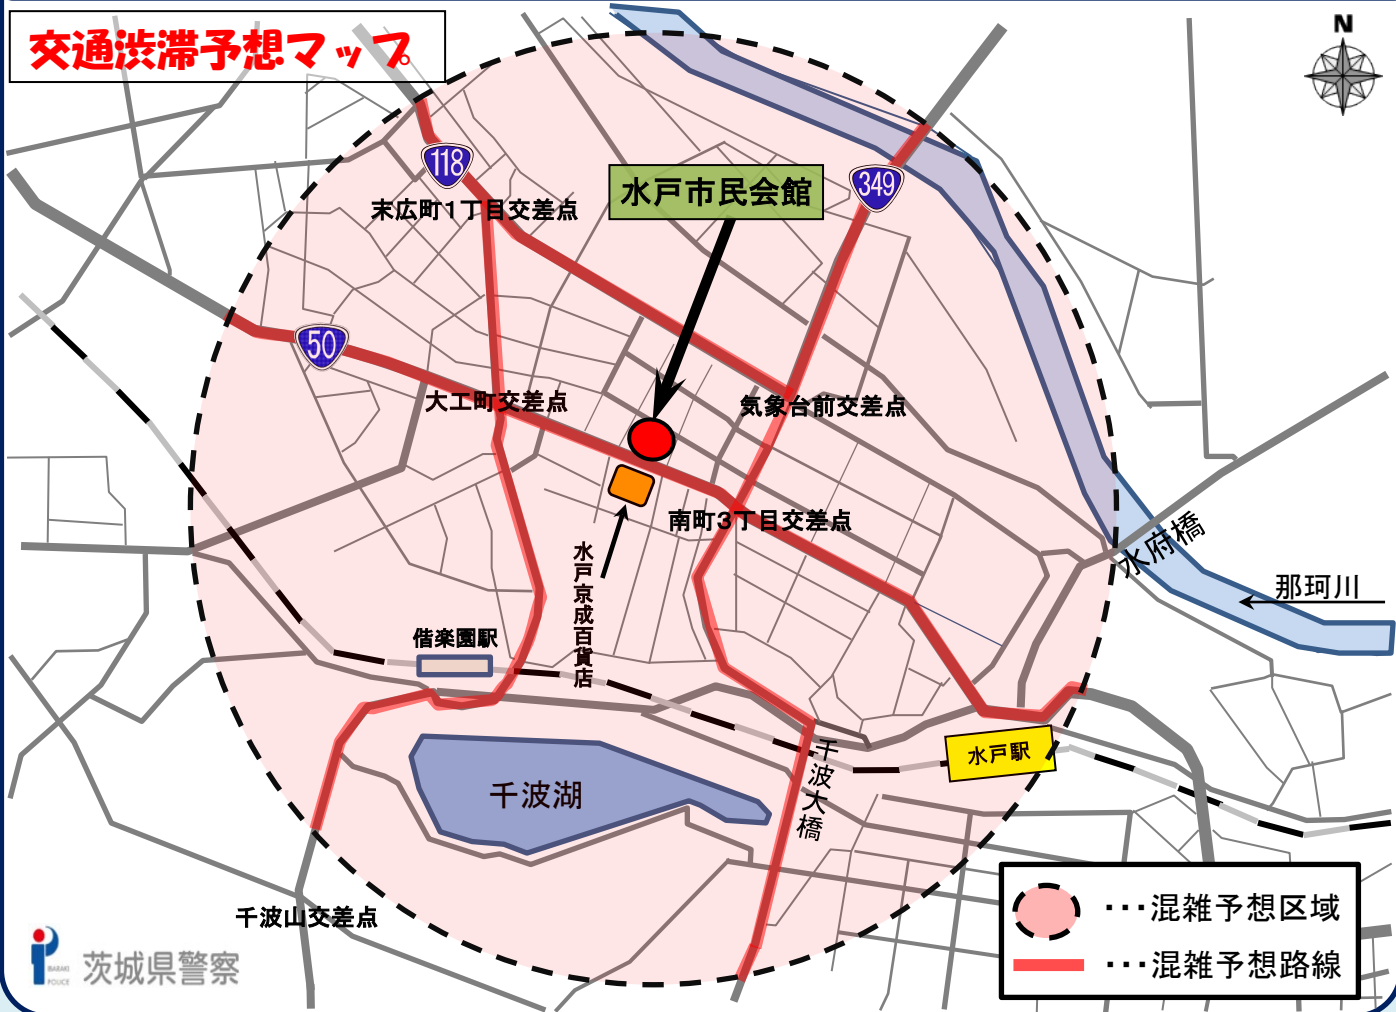 交通渋滞予想マップ
N
118
349
水戸市民会館
末広町1丁目交差点
50
大工町交差点
気象台前交差点
南町3丁目交差点
水府橋
水戸京成百貨店
那珂川
偕楽園駅
水戸駅
千波大橋
千波湖
千波山交差点
･･･混雑予想区域
･･･混雑予想路線
IBARAKI
POLICE
茨城県警察